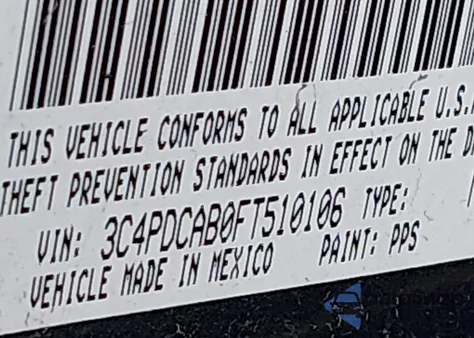 THIS VEHICLE CONFORMS TO ALL APPLICABLE U.S.
THEFT PREVENTION STANDARDS IN EFFECT ON THE
VIN: 3C4PDCAB0FT510106 TYPE:
VEHICLE MADE IN MEXICO PAINT: PPS